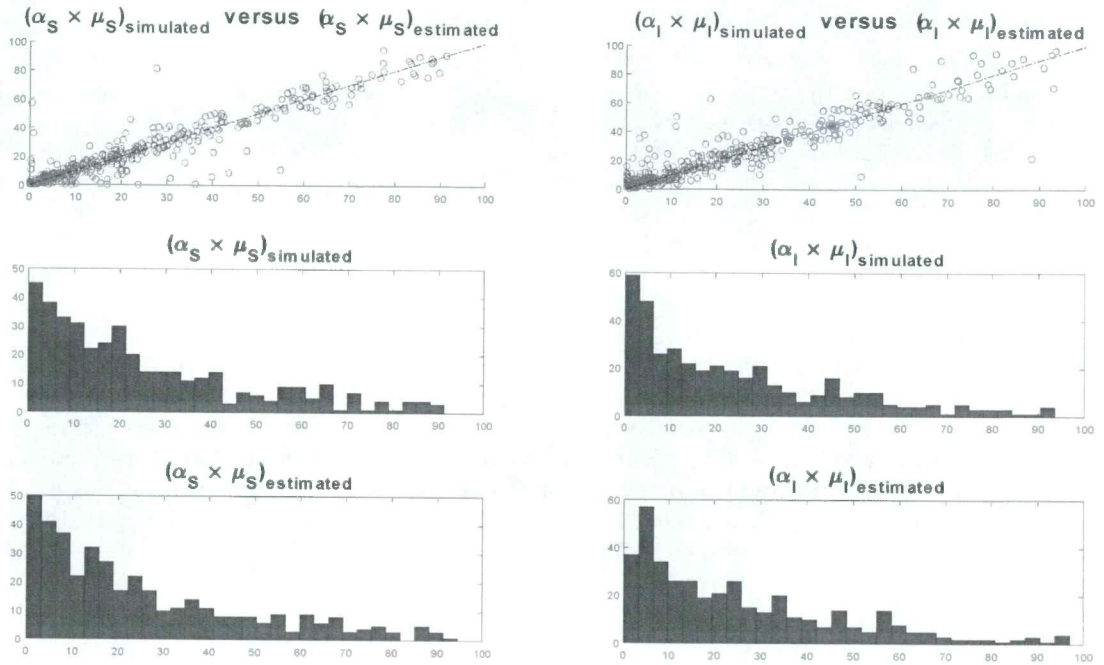 (α_S × μ_S)_simulated versus (α_S × μ_S)_estimated
100
80
60
40
20
0
0 10 20 30 40 50 60 70 80 90 100
(α_S × μ_S)_simulated
50
40
30
20
10
0
0 10 20 30 40 50 60 70 80 90 100
(α_S × μ_S)_estimated
50
40
30
20
10
0
0 10 20 30 40 50 60 70 80 90 100
(α_I × μ_I)_simulated versus (α_I × μ_I)_estimated
100
80
60
40
20
0
0 10 20 30 40 50 60 70 80 90 100
(α_I × μ_I)_simulated
60
40
20
0
0 10 20 30 40 50 60 70 80 90 100
(α_I × μ_I)_estimated
60
40
20
0
0 10 20 30 40 50 60 70 80 90 100